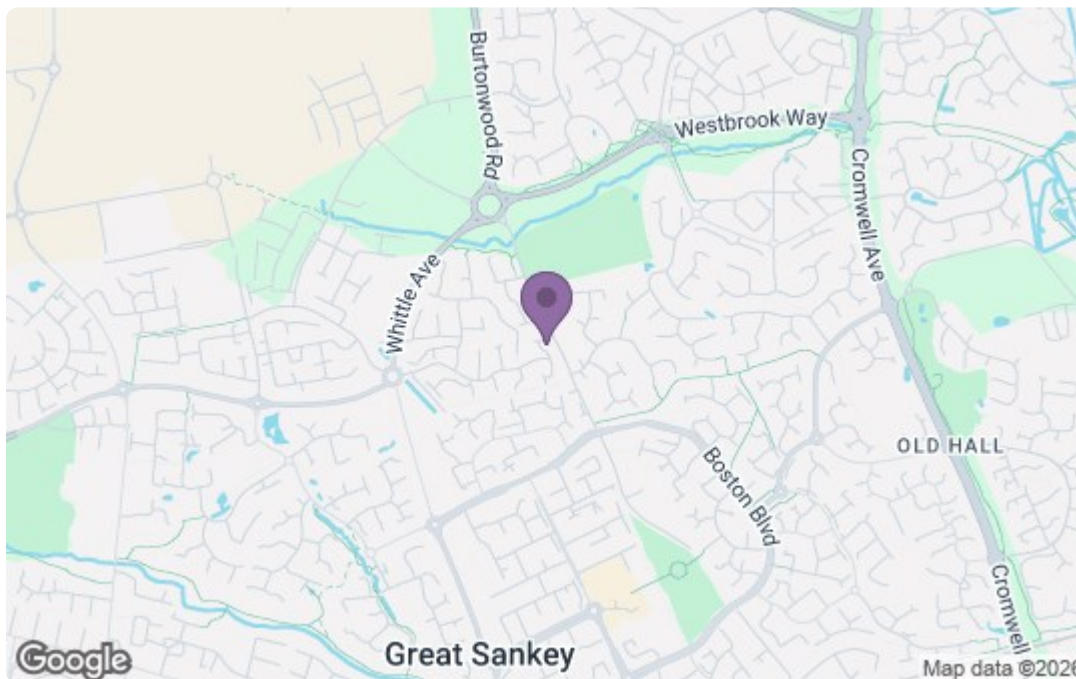 Burtonwood Rd
Westbrook Way
Cromwell Ave
Whittle Ave
OLD HALL
Boston Blvd
Cromwell
Great Sankey
Google
Map data ©2026